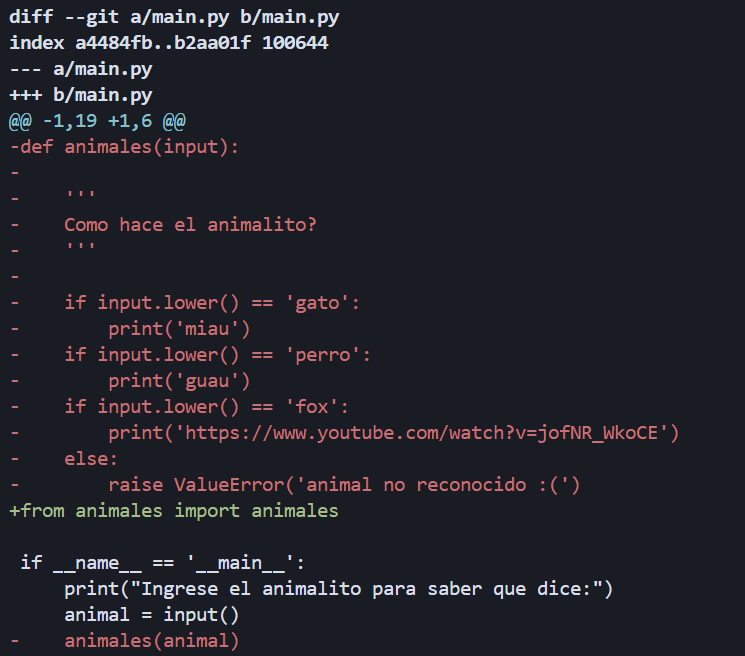 diff --git a/main.py b/main.py
index a4484fb..b2aa01f 100644
--- a/main.py
+++ b/main.py
@@ -1,19 +1,6 @@
-def animales(input):
-
-    '''
-    Como hace el animalito?
-    '''
-
-    if input.lower() == 'gato':
-        print('miau')
-    if input.lower() == 'perro':
-        print('guau')
-    if input.lower() == 'fox':
-        print('https://www.youtube.com/watch?v=jofNR_WkoCE')
-    else:
-        raise ValueError('animal no reconocido :(')
+from animales import animales

 if __name__ == '__main__':
     print("Ingrese el animalito para saber que dice:")
     animal = input()
-    animales(animal)